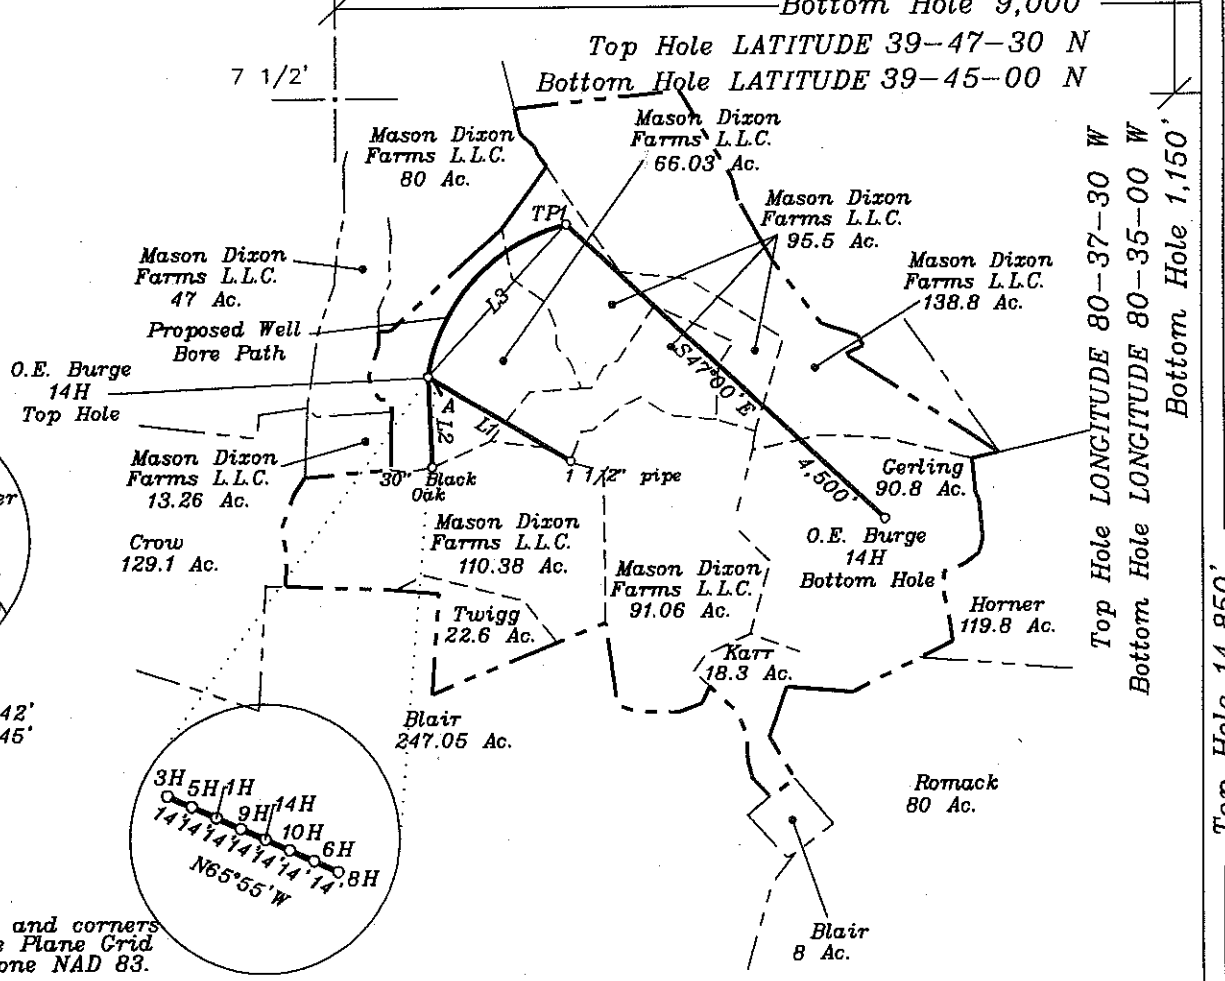 Bottom Hole 9,000
Top Hole LATITUDE 39-47-30 N
Bottom Hole LATITUDE 39-45-00 N
7 1/2'
Mason Dixon
Farms L.L.C.
80 Ac.
Mason Dixon
Farms L.L.C.
66.03 Ac.
Mason Dixon
Farms L.L.C.
95.5 Ac.
Mason Dixon
Farms L.L.C.
138.8 Ac.
Mason Dixon
Farms L.L.C.
47 Ac.
Proposed Well
Bore Path
O.E. Burge
14H
Top Hole
TP1
L3
A
L2
L1
S47°00'E
4,500'
Mason Dixon
Farms L.L.C.
13.26 Ac.
30" Black
Oak
1 1/2" pipe
Gerling
90.8 Ac.
O.E. Burge
14H
Bottom Hole
Crow
129.1 Ac.
Mason Dixon
Farms L.L.C.
110.38 Ac.
Mason Dixon
Farms L.L.C.
91.06 Ac.
Twigg
22.6 Ac.
Horner
119.8 Ac.
Karr
18.3 Ac.
Blair
247.05 Ac.
Romack
80 Ac.
Blair
8 Ac.
3H
5H
1H
9H
14H
10H
6H
8H
14' 14' 14' 14' 14' 14' 14'
N65°55'W
42'
45'
and corners
Plane Grid
one NAD 83.
er
Top Hole LONGITUDE 80-37-30 W
Bottom Hole LONGITUDE 80-35-00 W
Bottom Hole 1,150'
Top Hole 14,850'